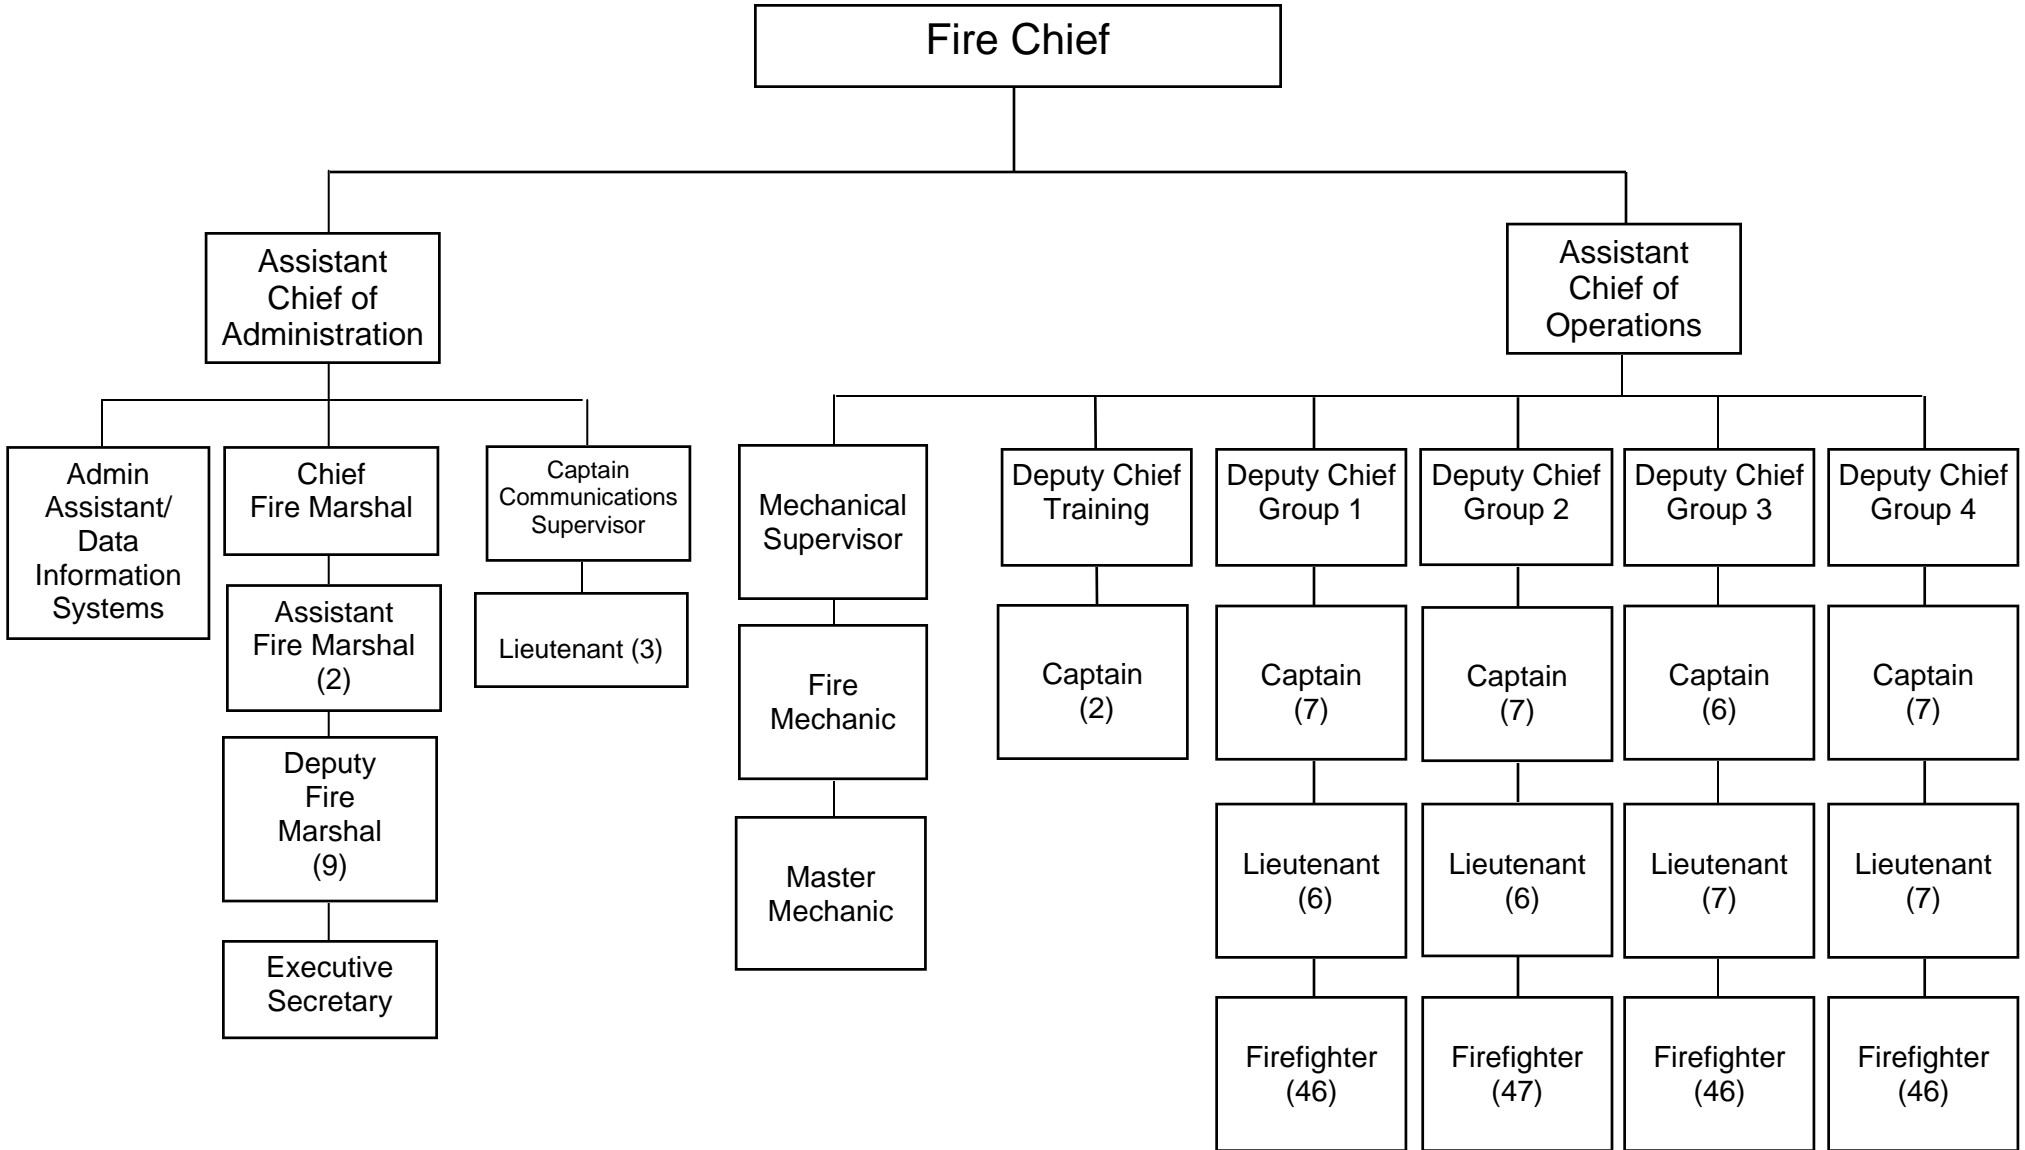 Fire Chief
Assistant
Chief of
Administration
Assistant
Chief of
Operations
Admin
Assistant/
Data
Information
Systems
Chief
Fire Marshal
Assistant
Fire Marshal
(2)
Deputy
Fire
Marshal
(9)
Executive
Secretary
Captain
Communications
Supervisor
Lieutenant (3)
Mechanical
Supervisor
Fire
Mechanic
Master
Mechanic
Deputy Chief
Training
Captain
(2)
Deputy Chief
Group 1
Captain
(7)
Lieutenant
(6)
Firefighter
(46)
Deputy Chief
Group 2
Captain
(7)
Lieutenant
(6)
Firefighter
(47)
Deputy Chief
Group 3
Captain
(6)
Lieutenant
(7)
Firefighter
(46)
Deputy Chief
Group 4
Captain
(7)
Lieutenant
(7)
Firefighter
(46)